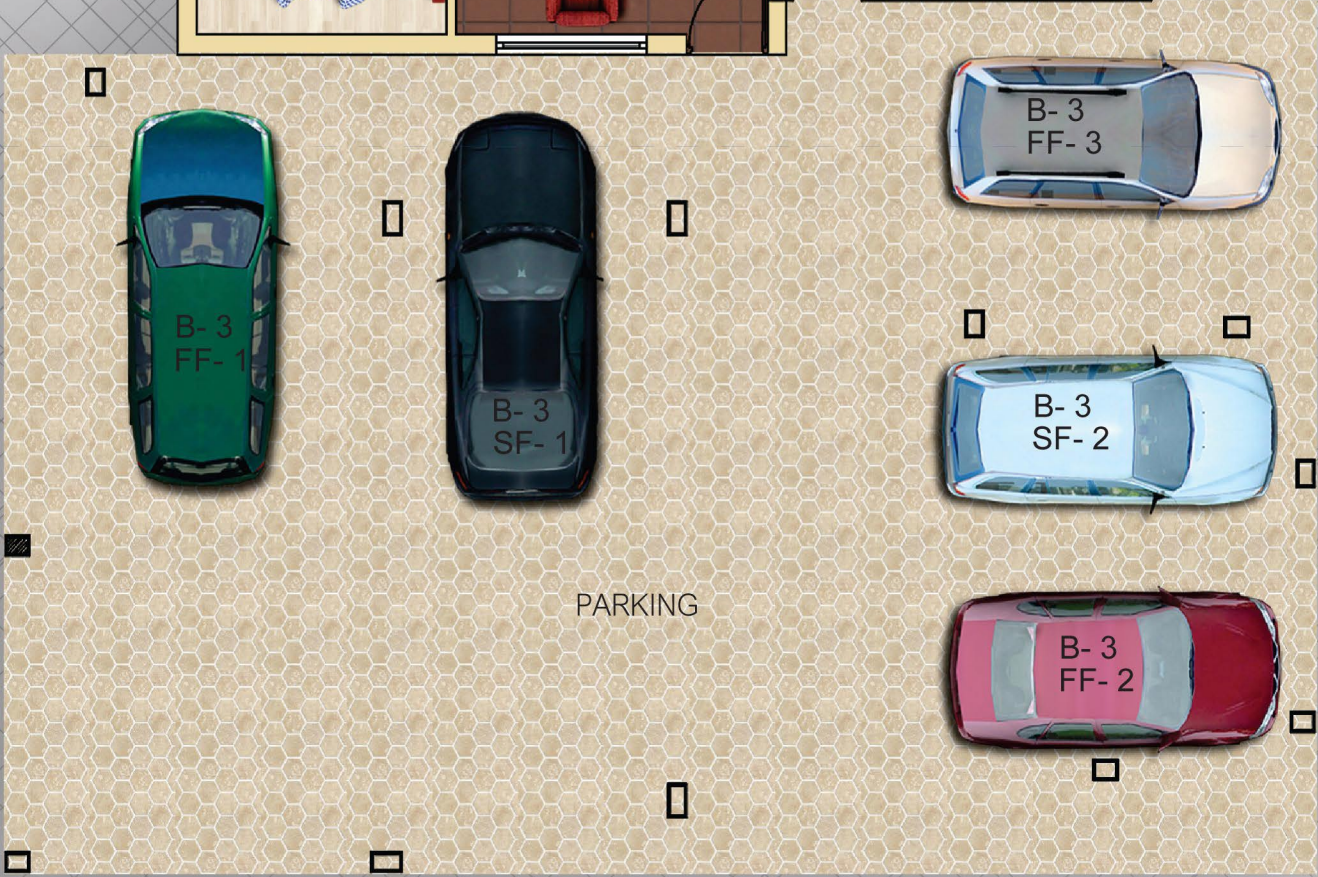 B- 3
FF- 3
B- 3
FF- 1
B- 3
SF- 1
B- 3
SF- 2
PARKING
B- 3
FF- 2